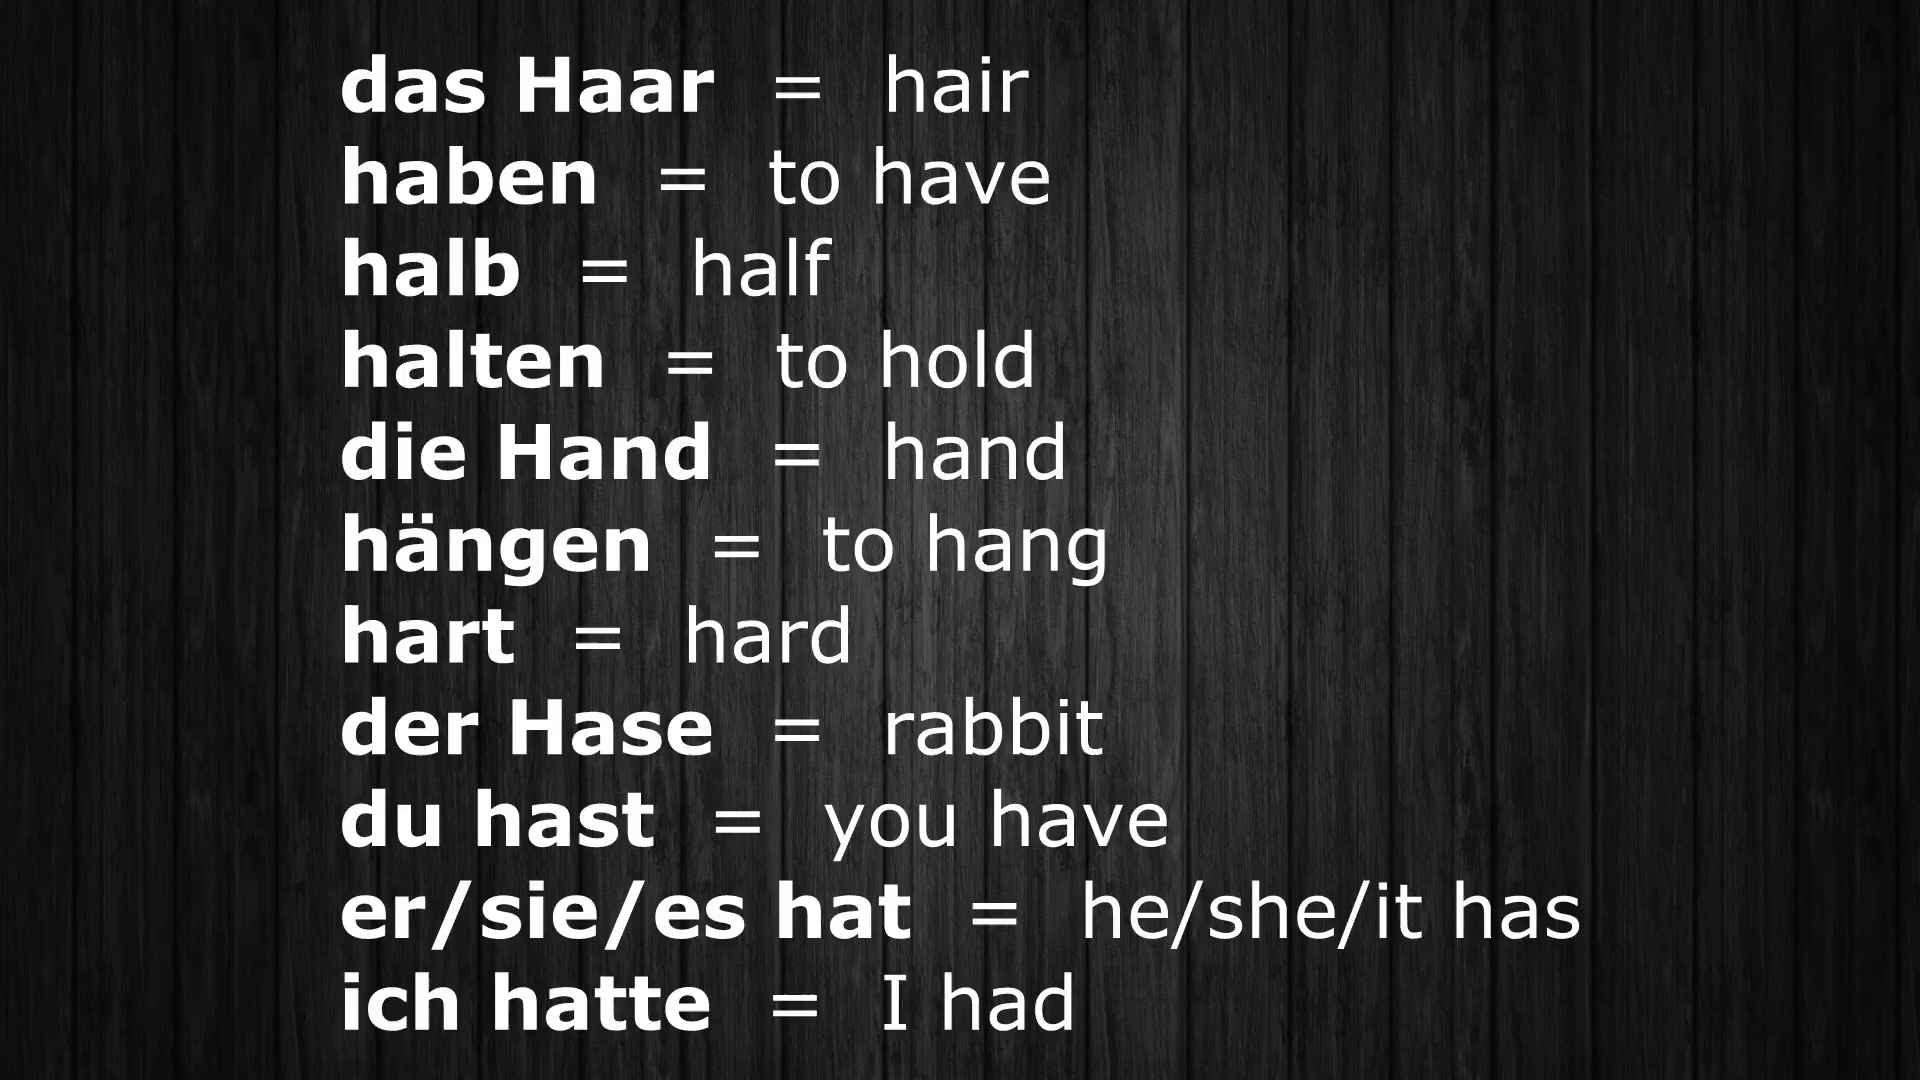 das Haar = hair
haben = to have
halb = half
halten = to hold
die Hand = hand
hängen = to hang
hart = hard
der Hase = rabbit
du hast = you have
er/sie/es hat = he/she/it has
ich hatte = I had